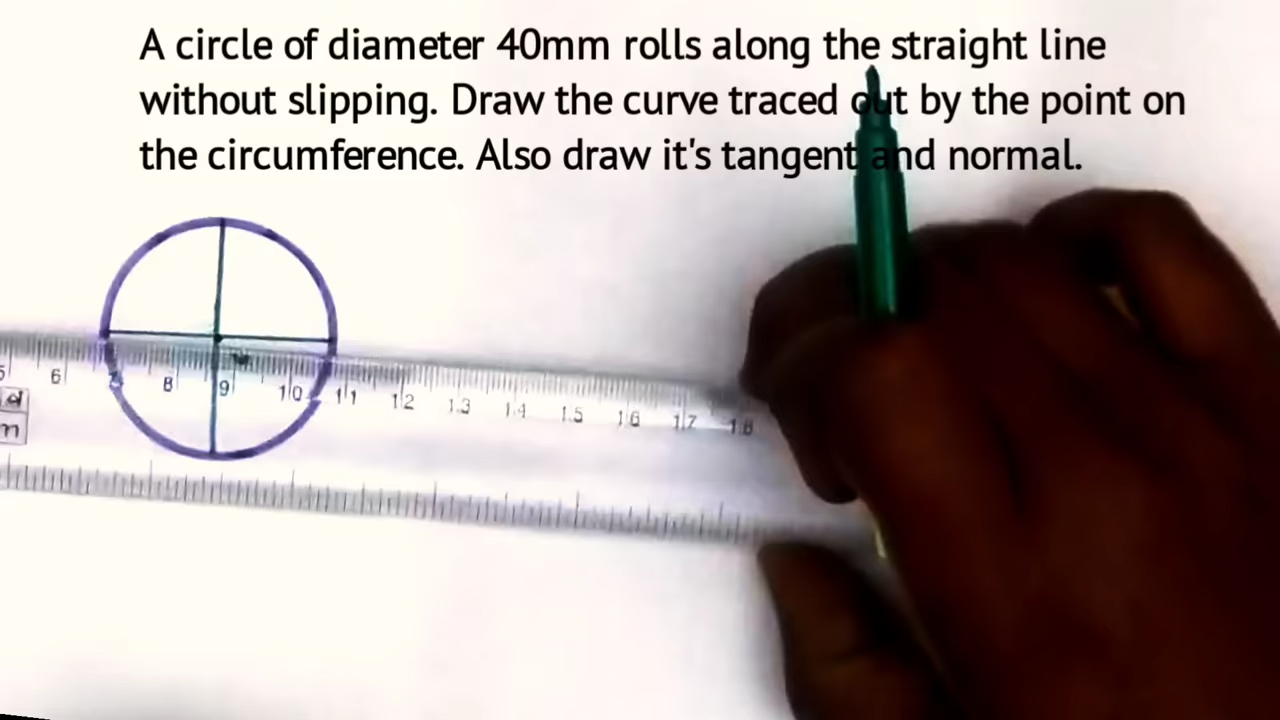 A circle of diameter 40mm rolls along the straight line
without slipping. Draw the curve traced out by the point on
the circumference. Also draw it's tangent and normal.
6 8 9 10 11 12 13 14 15 16 17 18